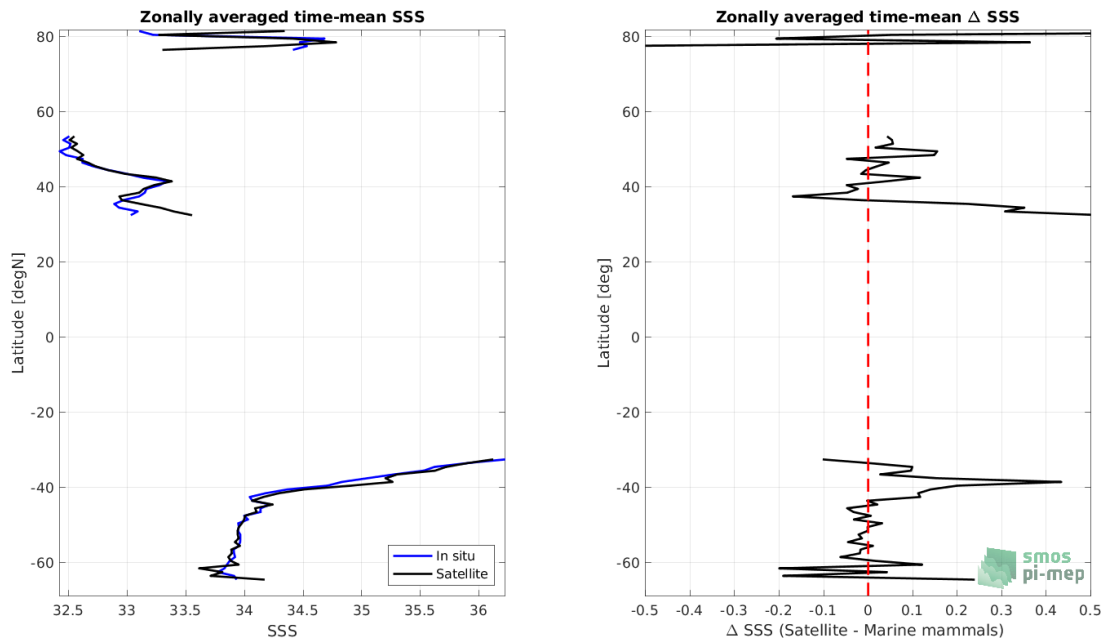 Zonally averaged time-mean SSS
80
60
40
20
0
-20
-40
-60
Latitude [degN]
32.5 33 33.5 34 34.5 35 35.5 36
SSS
In situ
Satellite
Zonally averaged time-mean Δ SSS
80
60
40
20
0
-20
-40
-60
Latitude [deg]
-0.5 -0.4 -0.3 -0.2 -0.1 0 0.1 0.2 0.3 0.4 0.5
Δ SSS (Satellite - Marine mammals)
smos
pi-mep